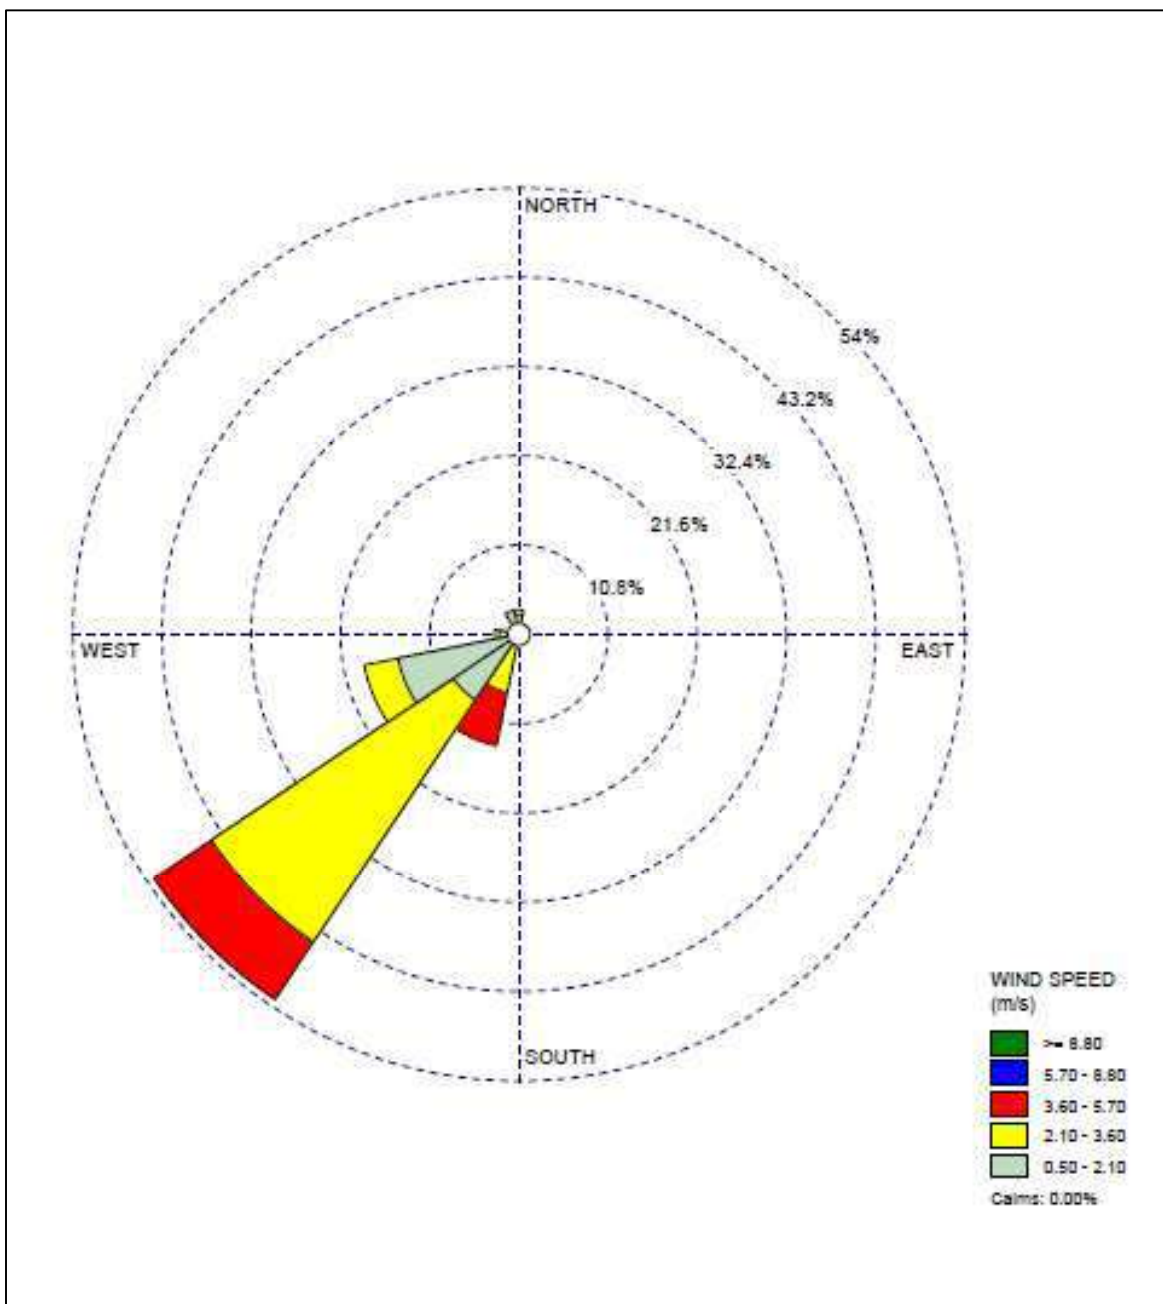 NORTH
54%
43.2%
32.4%
21.6%
10.8%
WEST
EAST
SOUTH
WIND SPEED
(m/s)
>= 8.80
5.70 - 8.80
3.60 - 5.70
2.10 - 3.60
0.50 - 2.10
Calms: 0.00%